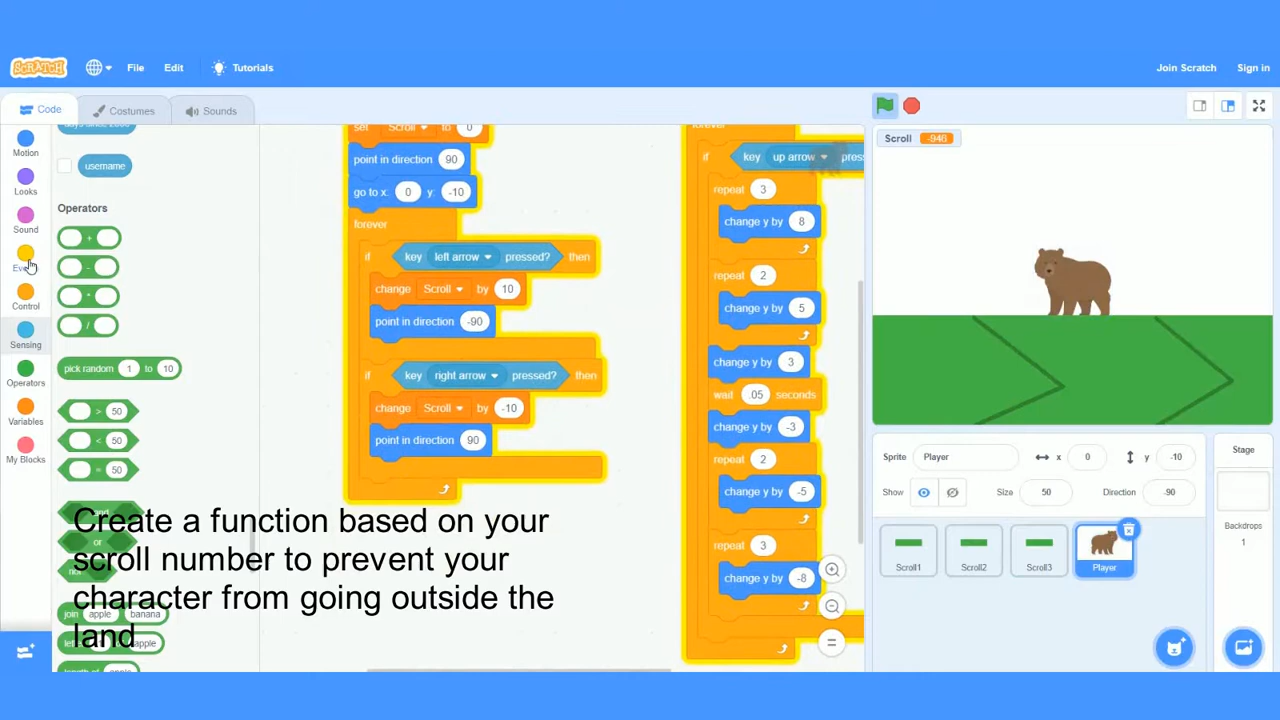 SCRATCH File Edit Tutorials Join Scratch Sign in
Code Costumes Sounds
Motion
Looks
Sound
Control
Sensing
Operators
Variables
My Blocks
username
Operators
+
-
*
/
pick random 1 to 10
> 50
< 50
= 50
and
or
join apple banana
apple
set Scroll to 0
point in direction 90
go to x: 0 y: -10
forever
if key left arrow pressed? then
change Scroll by 10
point in direction -90
if key right arrow pressed? then
change Scroll by -10
point in direction 90
forever
if key up arrow
repeat 3
change y by 8
repeat 2
change y by 5
change y by 3
wait .05 seconds
change y by -3
repeat 2
change y by -5
repeat 3
change y by -8
Create a function based on your
scroll number to prevent your
character from going outside the
land
Scroll -946
Sprite Player x 0 y -10
Show Size 50 Direction -90
Scroll1 Scroll2 Scroll3 Player
Stage
Backdrops
1